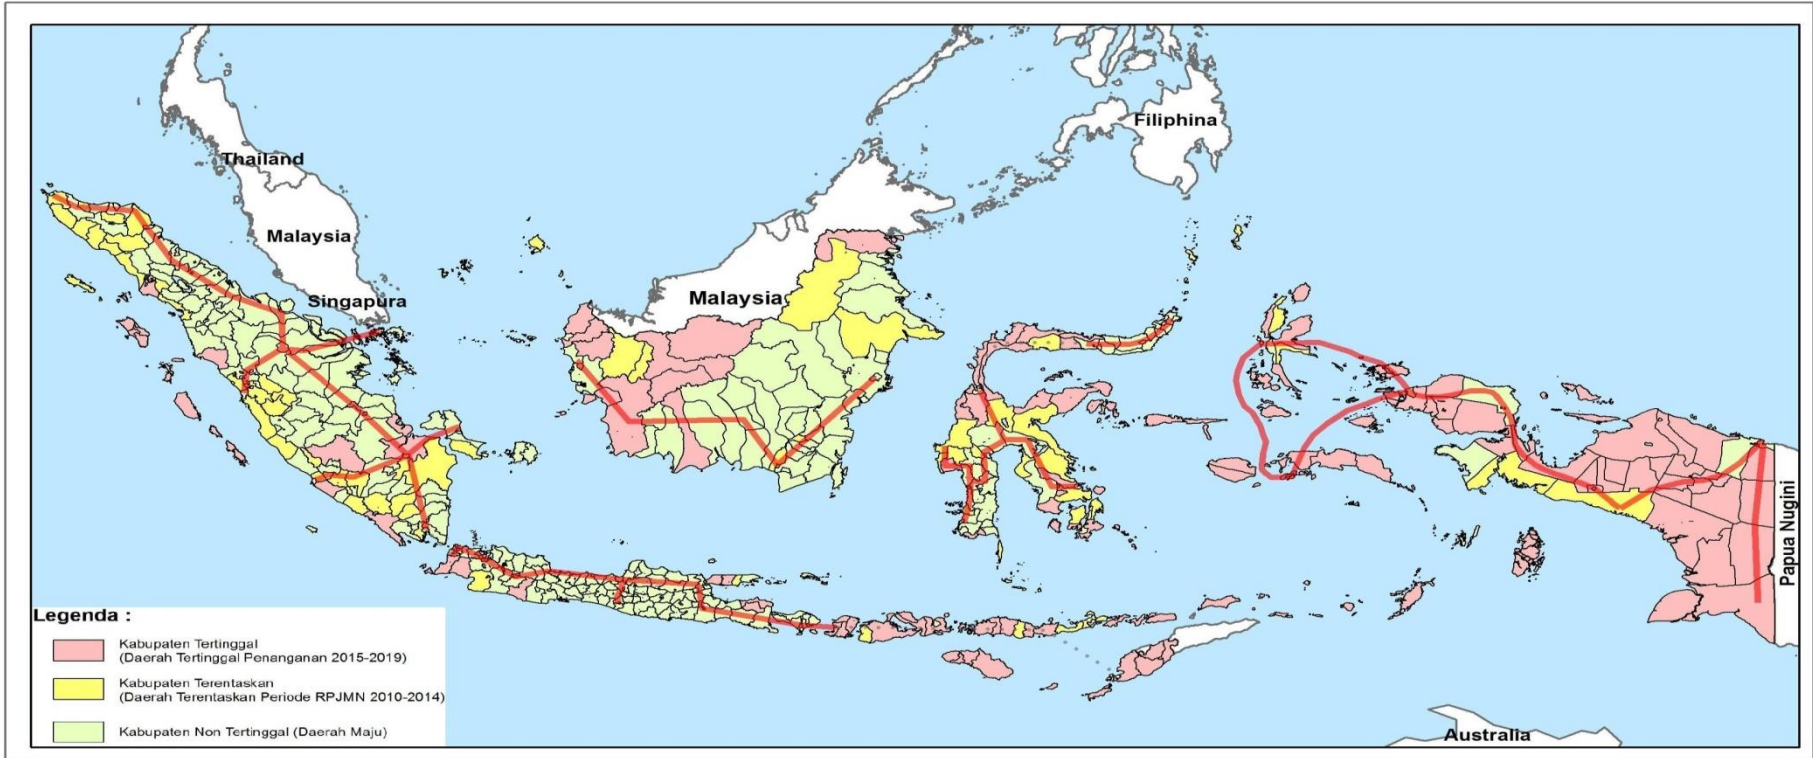 Filiphina
Thailand
Malaysia
Singapura
Malaysia
Papua Nugini
Legenda :
Kabupaten Tertinggal
(Daerah Tertinggal Penanganan 2015-2019)
Kabupaten Terentaskan
(Daerah Terentaskan Periode RPJMN 2010-2014)
Kabupaten Non Tertinggal (Daerah Maju)
Australia